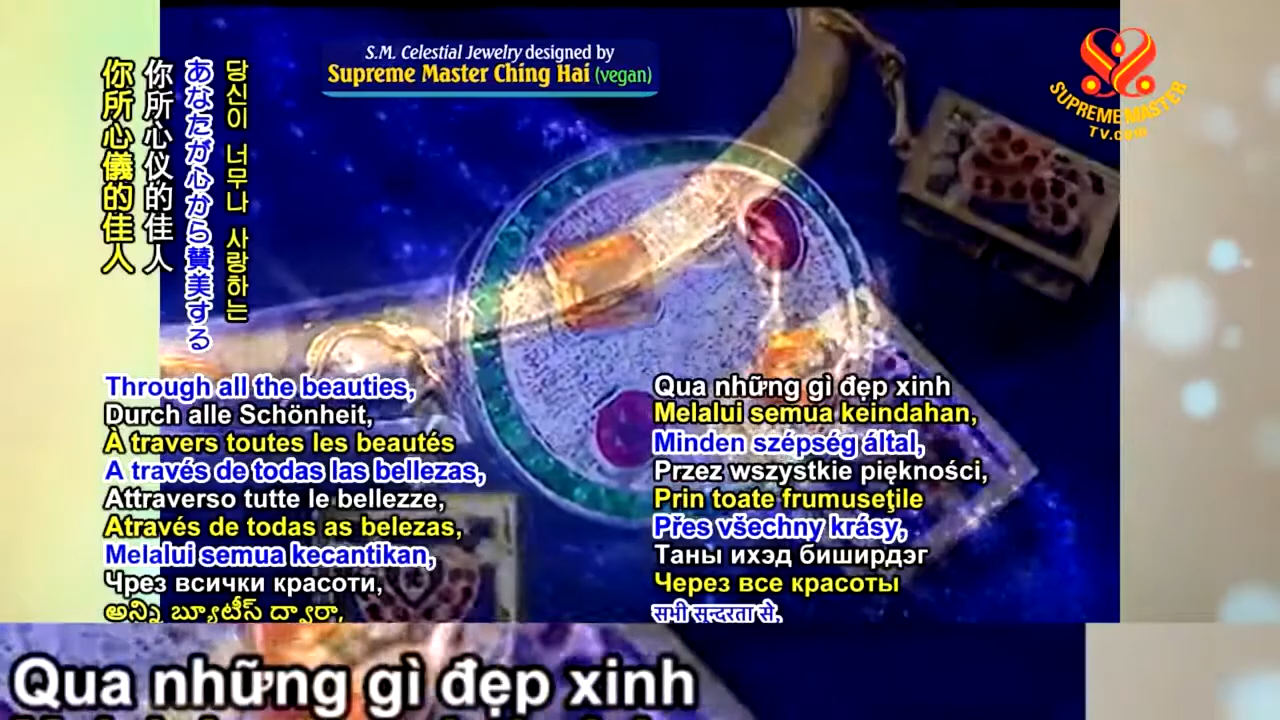 S.M. Celestial Jewelry designed by
Supreme Master Ching Hai (vegan)
SUPREME MASTER
TV.com
당신이 너무나 사랑하는
あなたが心から賛美する
你所心仪的佳人
你所心儀的佳人
Through all the beauties,
Durch alle Schönheit,
À travers toutes les beautés
A través de todas las bellezas,
Attraverso tutte le bellezze,
Através de todas as belezas,
Melalui semua kecantikan,
Чрез всички красоти,
అన్ని బ్యూటీస్ ద్వారా,
Qua những gì đẹp xinh
Melalui semua keindahan,
Minden szépség által,
Przez wszystkie piękności,
Prin toate frumuseţile
Přes všechny krásy,
Таны ихэд биширдэг
Через все красоты
सभी सुन्दरता से,
Qua những gì đẹp xinh